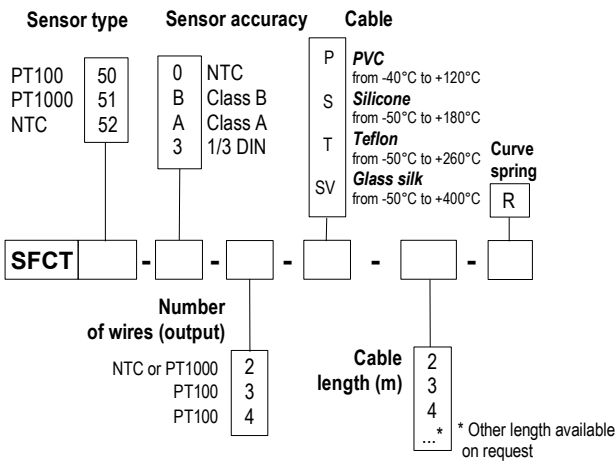 Sensor type
Sensor accuracy
Cable
PT100 50
PT1000 51
NTC 52
0 NTC
B Class B
A Class A
3 1/3 DIN
P PVC
from -40°C to +120°C
S Silicone
from -50°C to +180°C
T Teflon
from -50°C to +260°C
SV Glass silk
from -50°C to +400°C
Curve
spring
R
SFCT - - - - -
Number
of wires (output)
NTC or PT1000 2
PT100 3
PT100 4
Cable
length (m)
2
3
4
...*
* Other length available
on request